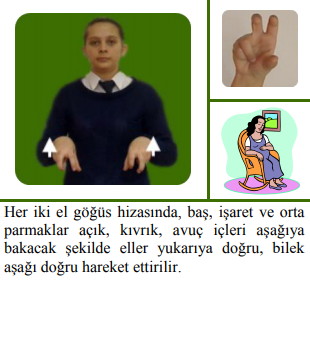 Her iki el göğüs hizasında, baş, işaret ve orta
parmaklar açık, kıvrık, avuç içleri aşağıya
bakacak şekilde eller yukarıya doğru, bilek
aşağı doğru hareket ettirilir.